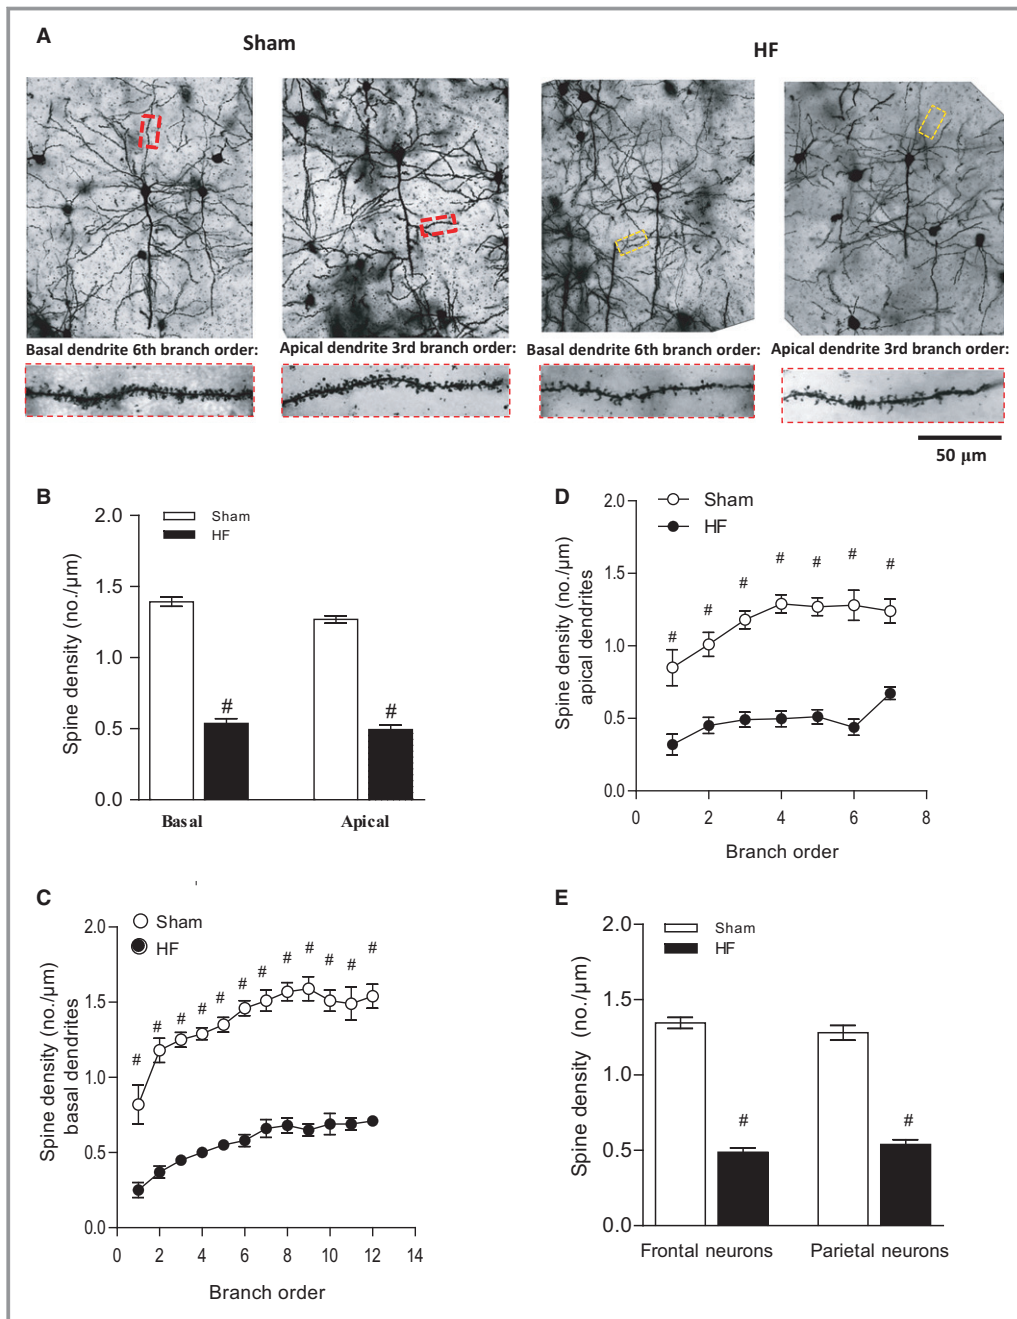 A
Sham HF
Basal dendrite 6th branch order: Apical dendrite 3rd branch order: Basal dendrite 6th branch order: Apical dendrite 3rd branch order:
50 µm
B
Spine density (no./µm)
2.0
1.5
1.0
0.5
0.0
Sham
HF
# #
Basal Apical
D
Spine density (no./µm)
apical dendrites
Sham
HF
2.0
1.5
1.0
0.5
0.0
# # # # # # #
0 2 4 6 8
Branch order
C
Spine density (no./µm)
basal dendrites
Sham
HF
2.0
1.5
1.0
0.5
0.0
# # # # # # # # # # # #
0 2 4 6 8 10 12 14
Branch order
E
Spine density (no./µm)
2.0
1.5
1.0
0.5
0.0
Sham
HF
# #
Frontal neurons Parietal neurons